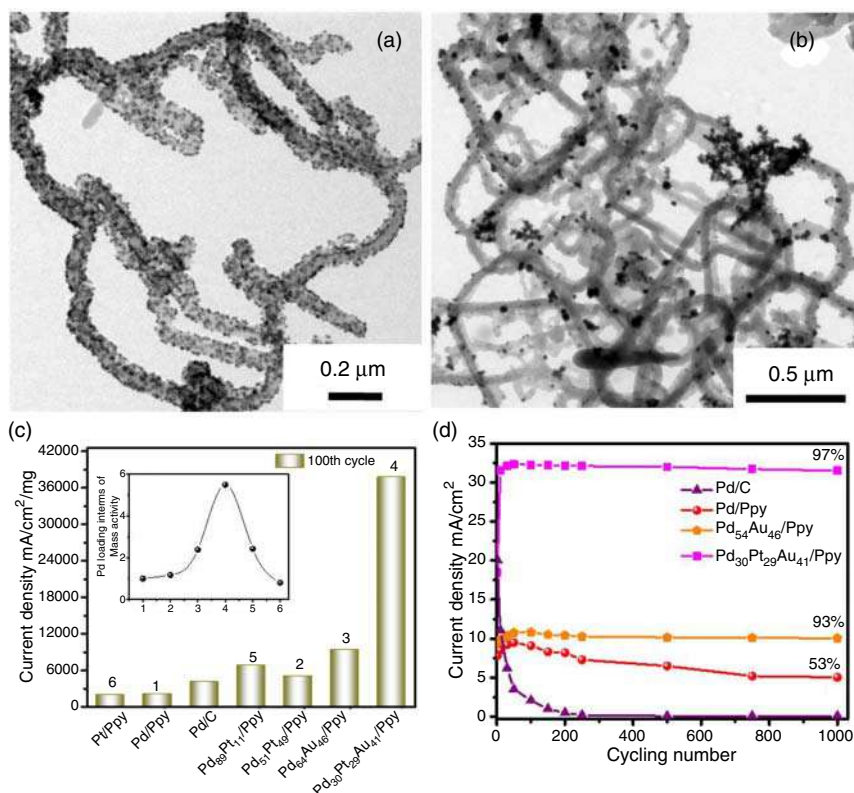 (a)
0.2 μm
(b)
0.5 μm
(c)
Current density mA/cm²/mg
42000
36000
30000
24000
18000
12000
6000
0
100th cycle
Pd loading interms of
Mass activity
6
4
2
0
1 2 3 4 5 6
6
1
5
2
3
4
Pt/Ppy
Pd/Ppy
Pd/C
Pd₈₉Pt₁₁/Ppy
Pd₅₁Pt₄₉/Ppy
Pd₆₄Au₄₆/Ppy
Pd₃₀Pt₂₉Au₄₁/Ppy
(d)
Current density mA/cm²
35
30
25
20
15
10
5
0
97%
Pd/C
Pd/Ppy
Pd₅₄Au₄₆/Ppy
Pd₃₀Pt₂₉Au₄₁/Ppy
93%
53%
0 200 400 600 800 1000
Cycling number